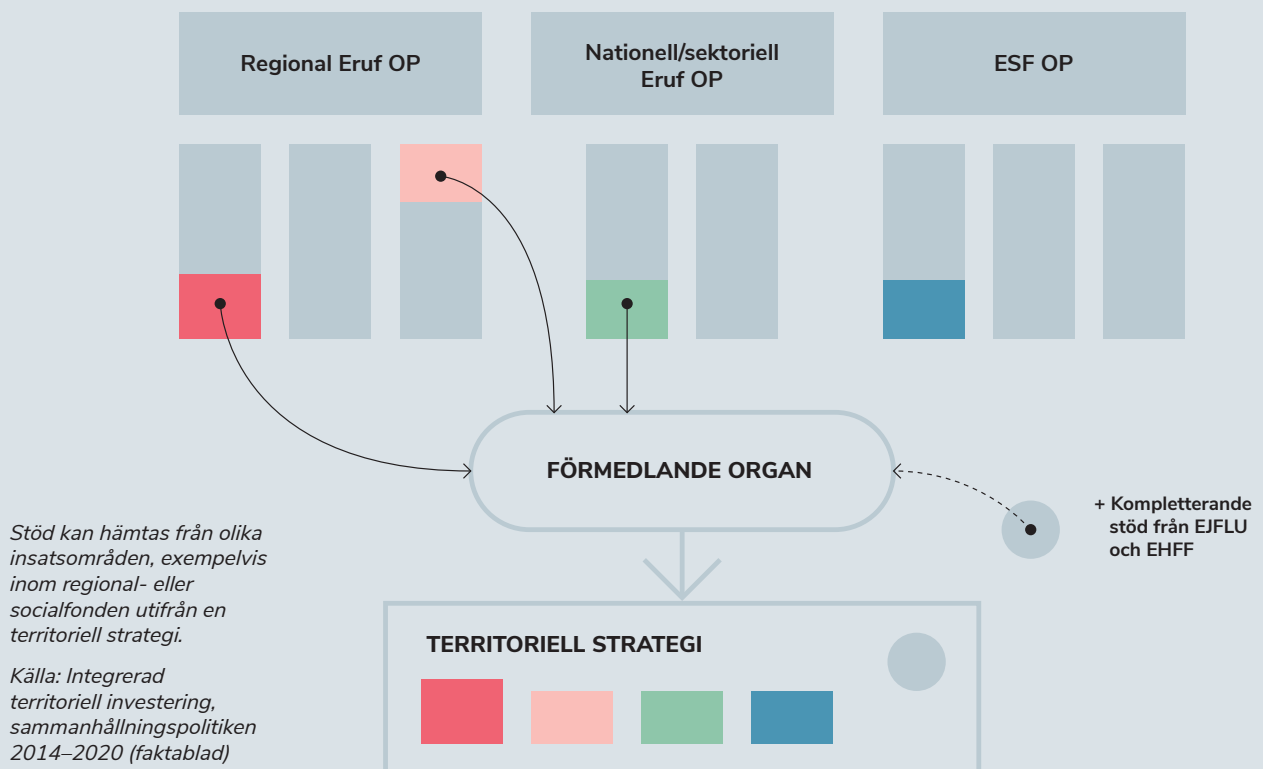 Regional Eruf OP
Nationell/sektoriell
Eruf OP
ESF OP
FÖRMEDLANDE ORGAN
+ Kompletterande
stöd från EJFLU
och EHFF
Stöd kan hämtas från olika
insatsområden, exempelvis
inom regional- eller
socialfonden utifrån en
territoriell strategi.
Källa: Integrerad
territoriell investering,
sammanhållningspolitiken
2014–2020 (faktablad)
TERRITORIELL STRATEGI